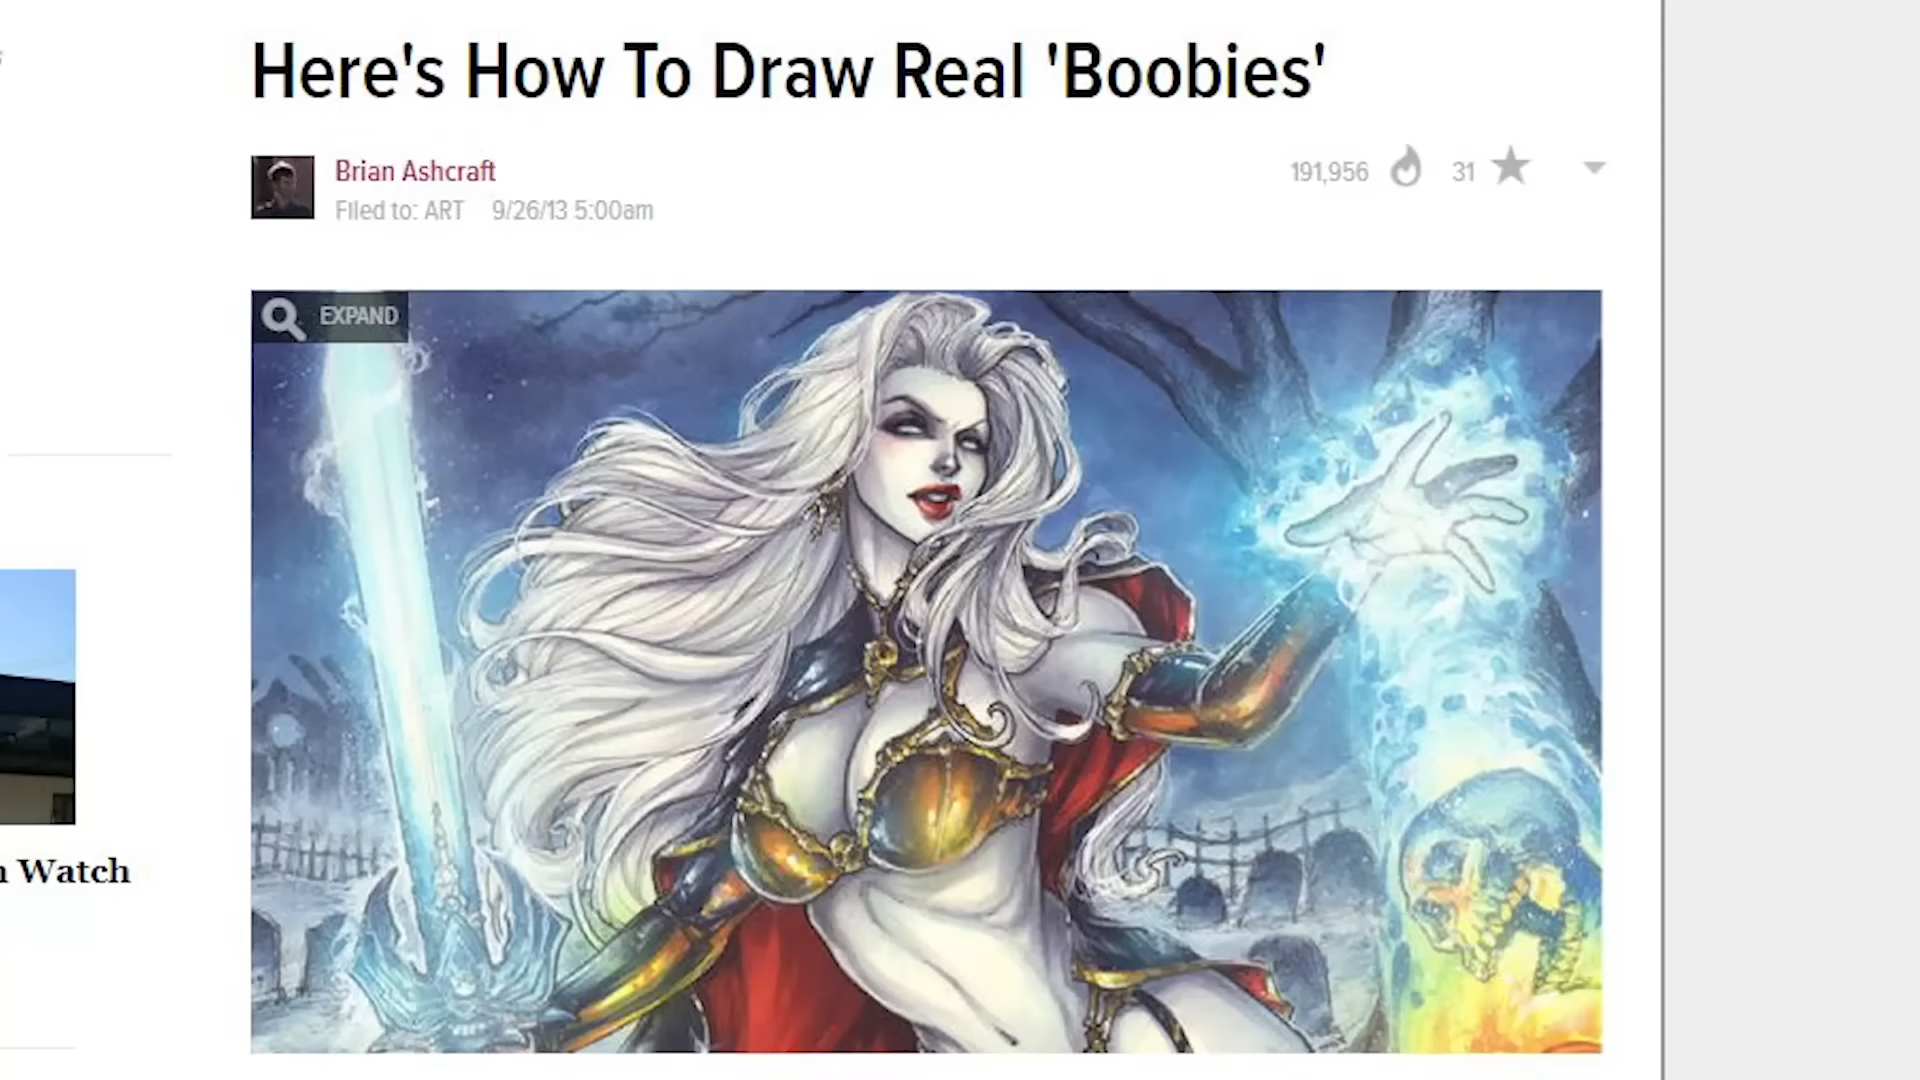 Here's How To Draw Real 'Boobies'
Brian Ashcraft
191,956
31
Filed to: ART 9/26/13 5:00am
EXPAND
Watch